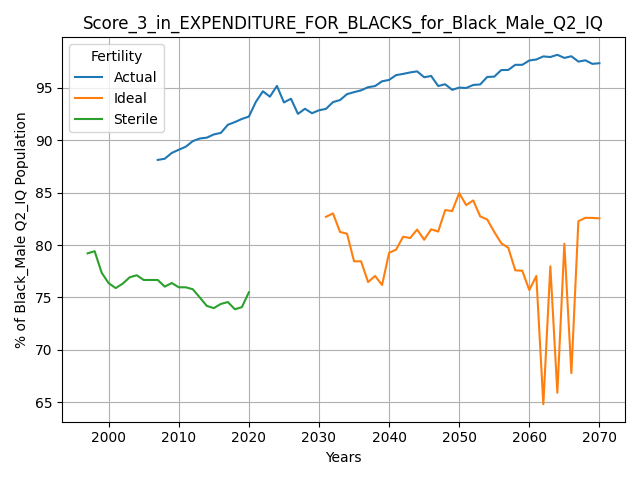 Score_3_in_EXPENDITURE_FOR_BLACKS_for_Black_Male_Q2_IQ
Fertility
Actual
Ideal
Sterile
% of Black_Male Q2_IQ Population
95
90
85
80
75
70
65
2000 2010 2020 2030 2040 2050 2060 2070
Years